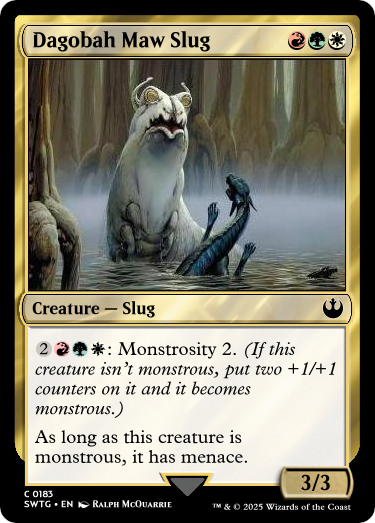 Dagobah Maw Slug
Creature — Slug
2: Monstrosity 2. (If this
creature isn't monstrous, put two +1/+1
counters on it and it becomes
monstrous.)
As long as this creature is
monstrous, it has menace.
3/3
C 0183
SWTG • EN Ralph McQuarrie
™ & © 2025 Wizards of the Coast